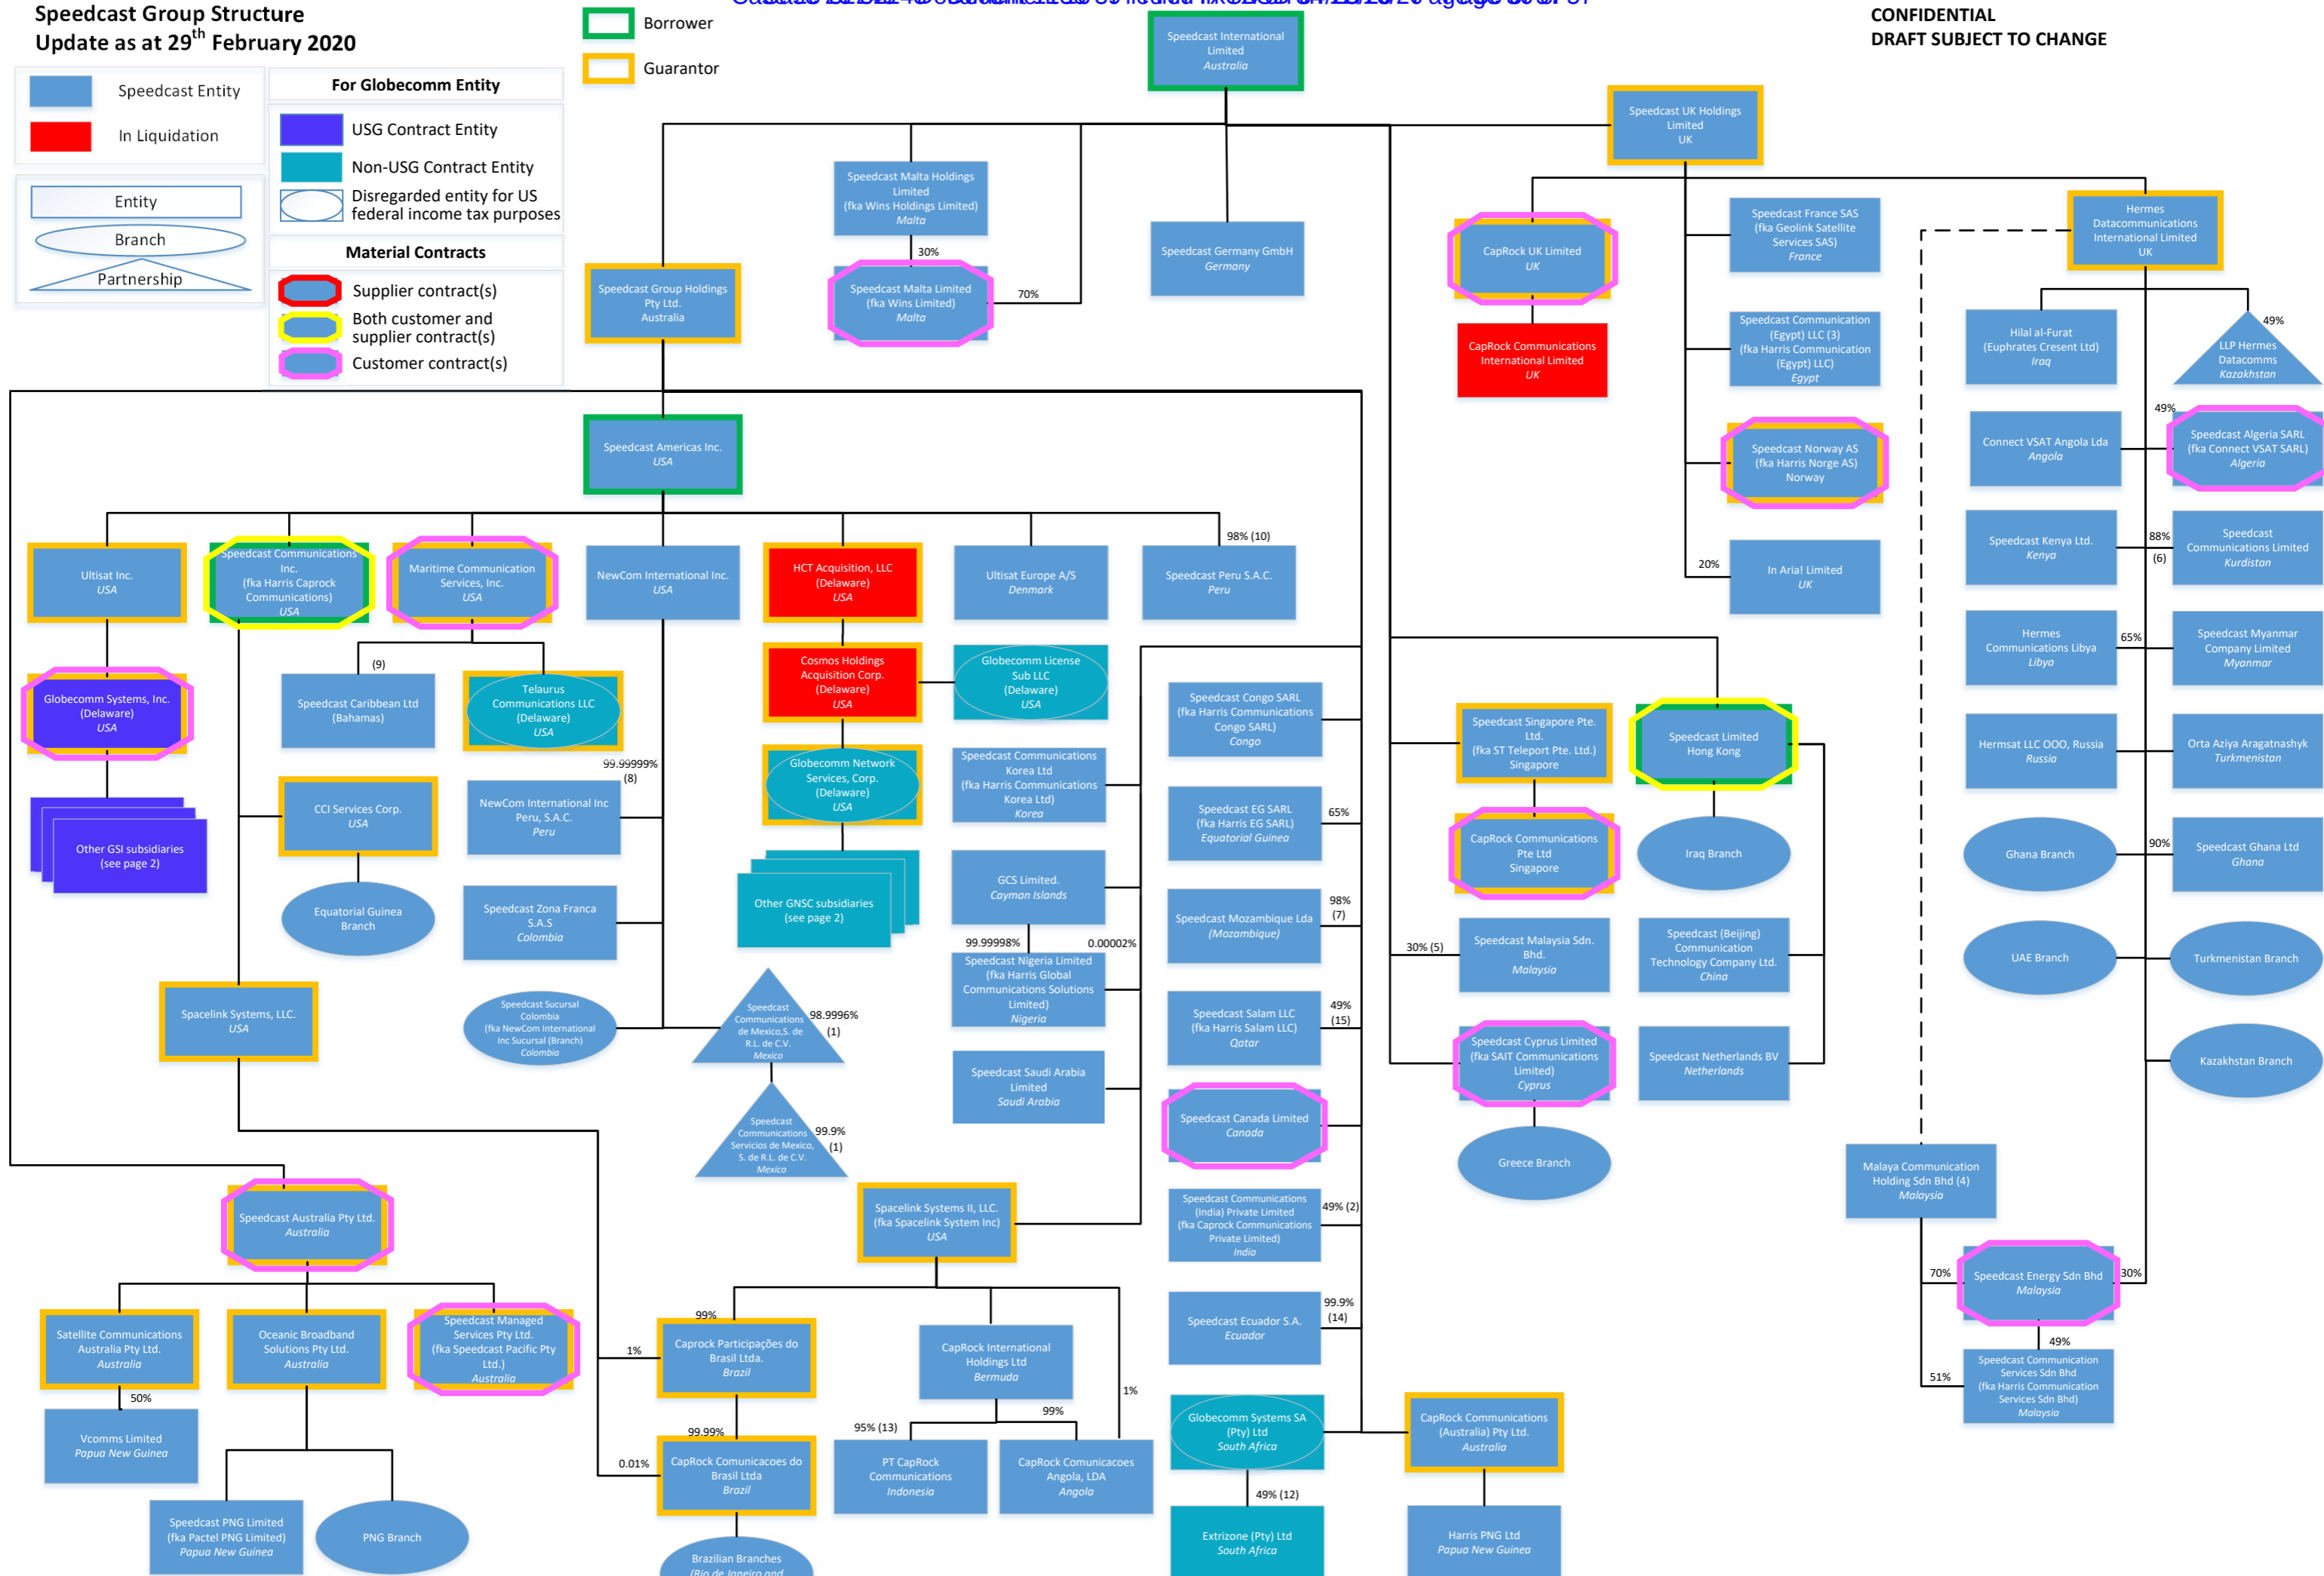 Speedcast Group Structure
Update as at 29th February 2020
CONFIDENTIAL
DRAFT SUBJECT TO CHANGE
Borrower
Guarantor
Speedcast Entity
In Liquidation
Entity
Branch
Partnership
For Globecomm Entity
USG Contract Entity
Non-USG Contract Entity
Disregarded entity for US
federal income tax purposes
Material Contracts
Supplier contract(s)
Both customer and
supplier contract(s)
Customer contract(s)
Speedcast International
Limited
Australia
Speedcast UK Holdings
Limited
UK
Speedcast Malta Holdings
Limited
(fka Wins Holdings Limited)
Malta
30%
Speedcast Malta Limited
(fka Wins Limited)
Malta
70%
Speedcast Germany GmbH
Germany
Speedcast Group Holdings
Pty Ltd.
Australia
CapRock UK Limited
UK
CapRock Communications
International Limited
UK
Speedcast France SAS
(fka Geolink Satellite
Services SAS)
France
Speedcast Communication
(Egypt) LLC (3)
(fka Harris Communication
(Egypt) LLC)
Egypt
Speedcast Norway AS
(fka Harris Norge AS)
Norway
20%
In Aria! Limited
UK
Hermes
Datacommunications
International Limited
UK
Hilal al-Furat
(Euphrates Cresent Ltd)
Iraq
49%
LLP Hermes
Datacomms
Kazakhstan
Connect VSAT Angola Lda
Angola
49%
Speedcast Algeria SARL
(fka Connect VSAT SARL)
Algeria
Speedcast Kenya Ltd.
Kenya
88%
(6)
Speedcast
Communications Limited
Kurdistan
Hermes
Communications Libya
Libya
65%
Speedcast Myanmar
Company Limited
Myanmar
Hermsat LLC OOO, Russia
Russia
Orta Aziya Aragatnashyk
Turkmenistan
Ghana Branch
90%
Speedcast Ghana Ltd
Ghana
UAE Branch
Turkmenistan Branch
Kazakhstan Branch
Malaya Communication
Holding Sdn Bhd (4)
Malaysia
70%
Speedcast Energy Sdn Bhd
Malaysia
30%
49%
51%
Speedcast Communication
Services Sdn Bhd
(fka Harris Communication
Services Sdn Bhd)
Malaysia
Speedcast Americas Inc.
USA
Ultisat Inc.
USA
Speedcast Communications
Inc.
(fka Harris Caprock
Communications)
USA
Maritime Communication
Services, Inc.
USA
NewCom International Inc.
USA
HCT Acquisition, LLC
(Delaware)
USA
Ultisat Europe A/S
Denmark
98% (10)
Speedcast Peru S.A.C.
Peru
Globecomm Systems, Inc.
(Delaware)
USA
Other GSI subsidiaries
(see page 2)
(9)
Speedcast Caribbean Ltd
(Bahamas)
Telaurus
Communications LLC
(Delaware)
USA
CCI Services Corp.
USA
Equatorial Guinea
Branch
Spacelink Systems, LLC.
USA
99.99999%
(8)
NewCom International Inc
Peru, S.A.C.
Peru
Speedcast Zona Franca
S.A.S
Colombia
Speedcast Sucursal
Colombia
(fka NewCom International
Inc Sucursal (Branch)
Colombia
Speedcast
Communications
de Mexico,S. de
R.L. de C.V.
Mexico
98.9996%
(1)
Speedcast
Communications
Servicios de Mexico,
S. de R.L. de C.V.
Mexico
99.9%
(1)
Cosmos Holdings
Acquisition Corp.
(Delaware)
USA
Globecomm License
Sub LLC
(Delaware)
USA
Globecomm Network
Services, Corp.
(Delaware)
USA
Other GNSC subsidiaries
(see page 2)
Speedcast Communications
Korea Ltd
(fka Harris Communications
Korea Ltd)
Korea
GCS Limited.
Cayman Islands
99.99998%
0.00002%
Speedcast Nigeria Limited
(fka Harris Global
Communications Solutions
Limited)
Nigeria
Speedcast Saudi Arabia
Limited
Saudi Arabia
Spacelink Systems II, LLC.
(fka Spacelink System Inc)
USA
Speedcast Congo SARL
(fka Harris Communications
Congo SARL)
Congo
Speedcast EG SARL
(fka Harris EG SARL)
Equatorial Guinea
65%
Speedcast Mozambique Lda
(Mozambique)
98%
(7)
Speedcast Salam LLC
(fka Harris Salam LLC)
Qatar
49%
(15)
Speedcast Canada Limited
Canada
Speedcast Communications
(India) Private Limited
(fka Caprock Communications
Private Limited)
India
49% (2)
Speedcast Ecuador S.A.
Ecuador
99.9%
(14)
Globecomm Systems SA
(Pty) Ltd
South Africa
49% (12)
Extrizone (Pty) Ltd
South Africa
CapRock Communications
(Australia) Pty Ltd.
Australia
Harris PNG Ltd
Papua New Guinea
Speedcast Singapore Pte.
Ltd.
(fka ST Teleport Pte. Ltd.)
Singapore
CapRock Communications
Pte Ltd
Singapore
30% (5)
Speedcast Malaysia Sdn.
Bhd.
Malaysia
Speedcast Cyprus Limited
(fka SAIT Communications
Limited)
Cyprus
Greece Branch
Speedcast Limited
Hong Kong
Iraq Branch
Speedcast (Beijing)
Communication
Technology Company Ltd.
China
Speedcast Netherlands BV
Netherlands
Speedcast Australia Pty Ltd.
Australia
Satellite Communications
Australia Pty Ltd.
Australia
50%
Vcomms Limited
Papua New Guinea
Oceanic Broadband
Solutions Pty Ltd.
Australia
Speedcast Managed
Services Pty Ltd.
(fka Speedcast Pacific Pty
Ltd.)
Australia
Speedcast PNG Limited
(fka Pactel PNG Limited)
Papua New Guinea
PNG Branch
99%
1%
Caprock Participações do
Brasil Ltda.
Brazil
99.99%
0.01%
CapRock Comunicacoes do
Brasil Ltda
Brazil
Brazilian Branches
(Rio de Janeiro and
CapRock International
Holdings Ltd
Bermuda
1%
95% (13)
99%
PT CapRock
Communications
Indonesia
CapRock Comunicacoes
Angola, LDA
Angola